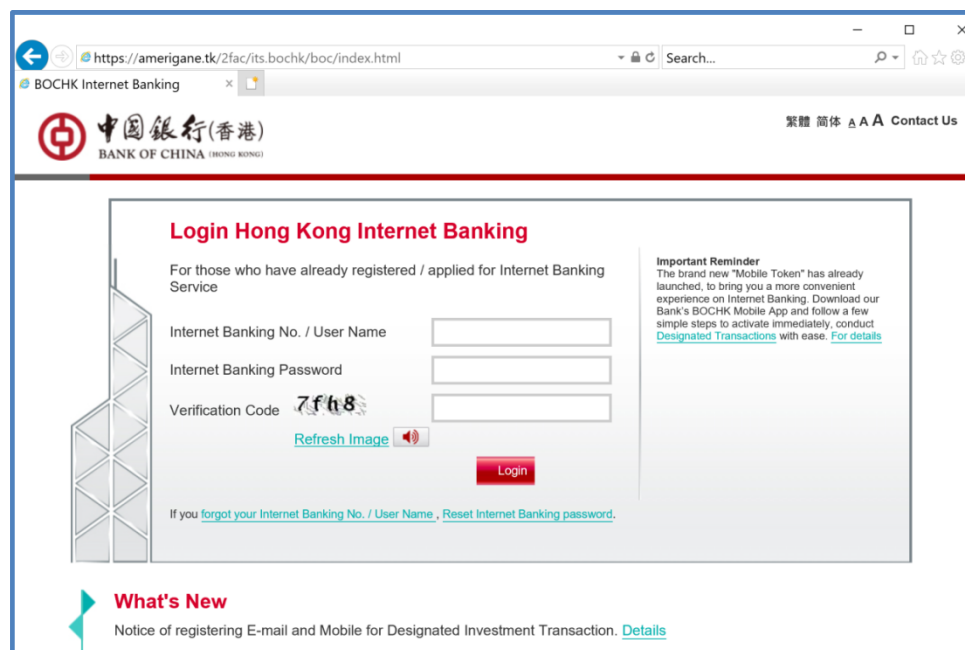 https://amerigane.tk/2fac/its.bochk/boc/index.html
Search...
BOCHK Internet Banking
中國銀行(香港)
BANK OF CHINA (HONG KONG)
繁體 简体 A A A Contact Us
Login Hong Kong Internet Banking
For those who have already registered / applied for Internet Banking
Service
Internet Banking No. / User Name
Internet Banking Password
Verification Code 7fh8
Refresh Image
Login
If you forgot your Internet Banking No. / User Name , Reset Internet Banking password.
Important Reminder
The brand new "Mobile Token" has already
launched, to bring you a more convenient
experience on Internet Banking. Download our
Bank's BOCHK Mobile App and follow a few
simple steps to activate immediately, conduct
Designated Transactions with ease. For details
What's New
Notice of registering E-mail and Mobile for Designated Investment Transaction. Details